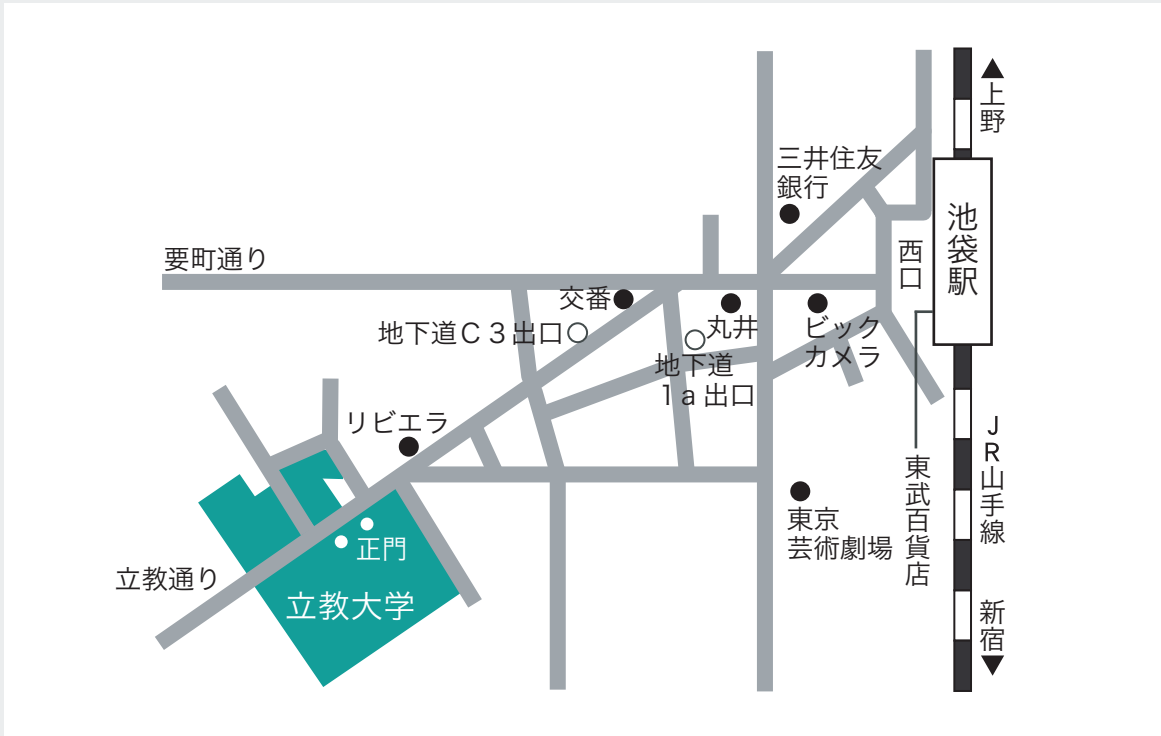 ▲上野
三井住友
銀行
池袋駅
西口
要町通り
交番
丸井
ビック
カメラ
地下道C3出口
地下道
1a出口
リビエラ
JR山手線
東武百貨店
東京
芸術劇場
正門
立教通り
立教大学
新宿▼